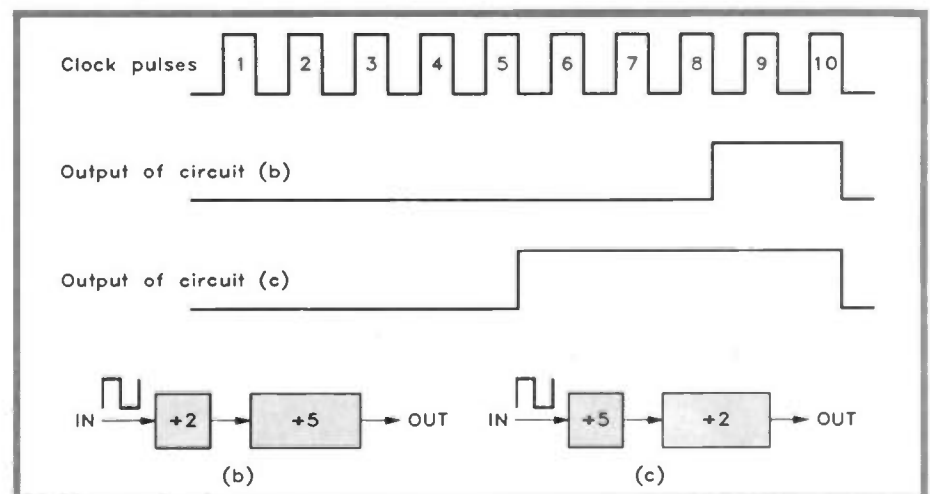 Clock pulses 1 2 3 4 5 6 7 8 9 10
Output of circuit (b)
Output of circuit (c)
IN ÷2 ÷5 OUT IN ÷5 ÷2 OUT
(b) (c)